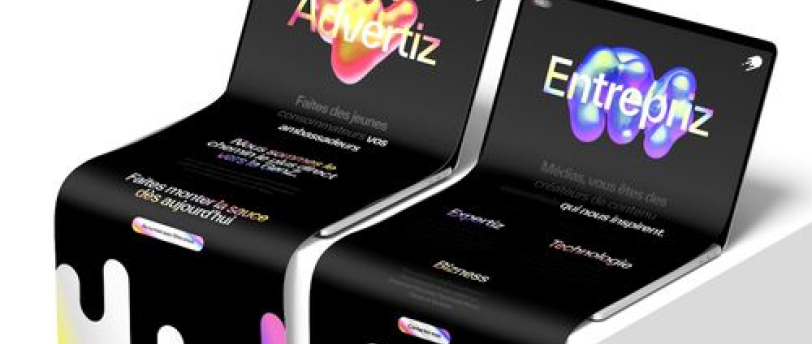 Advertiz
Faites des jeunes
consommateurs vos
ambassadeurs
Nous sommes le
chemin le plus direct
vers la GenZ.
Faites monter la sauce
dès aujourd'hui
Entrepriz
Médias, vous êtes des
créateurs de contenu
qui nous inspirent.
Expertiz
Technologie
Bizness
Contactez-nous